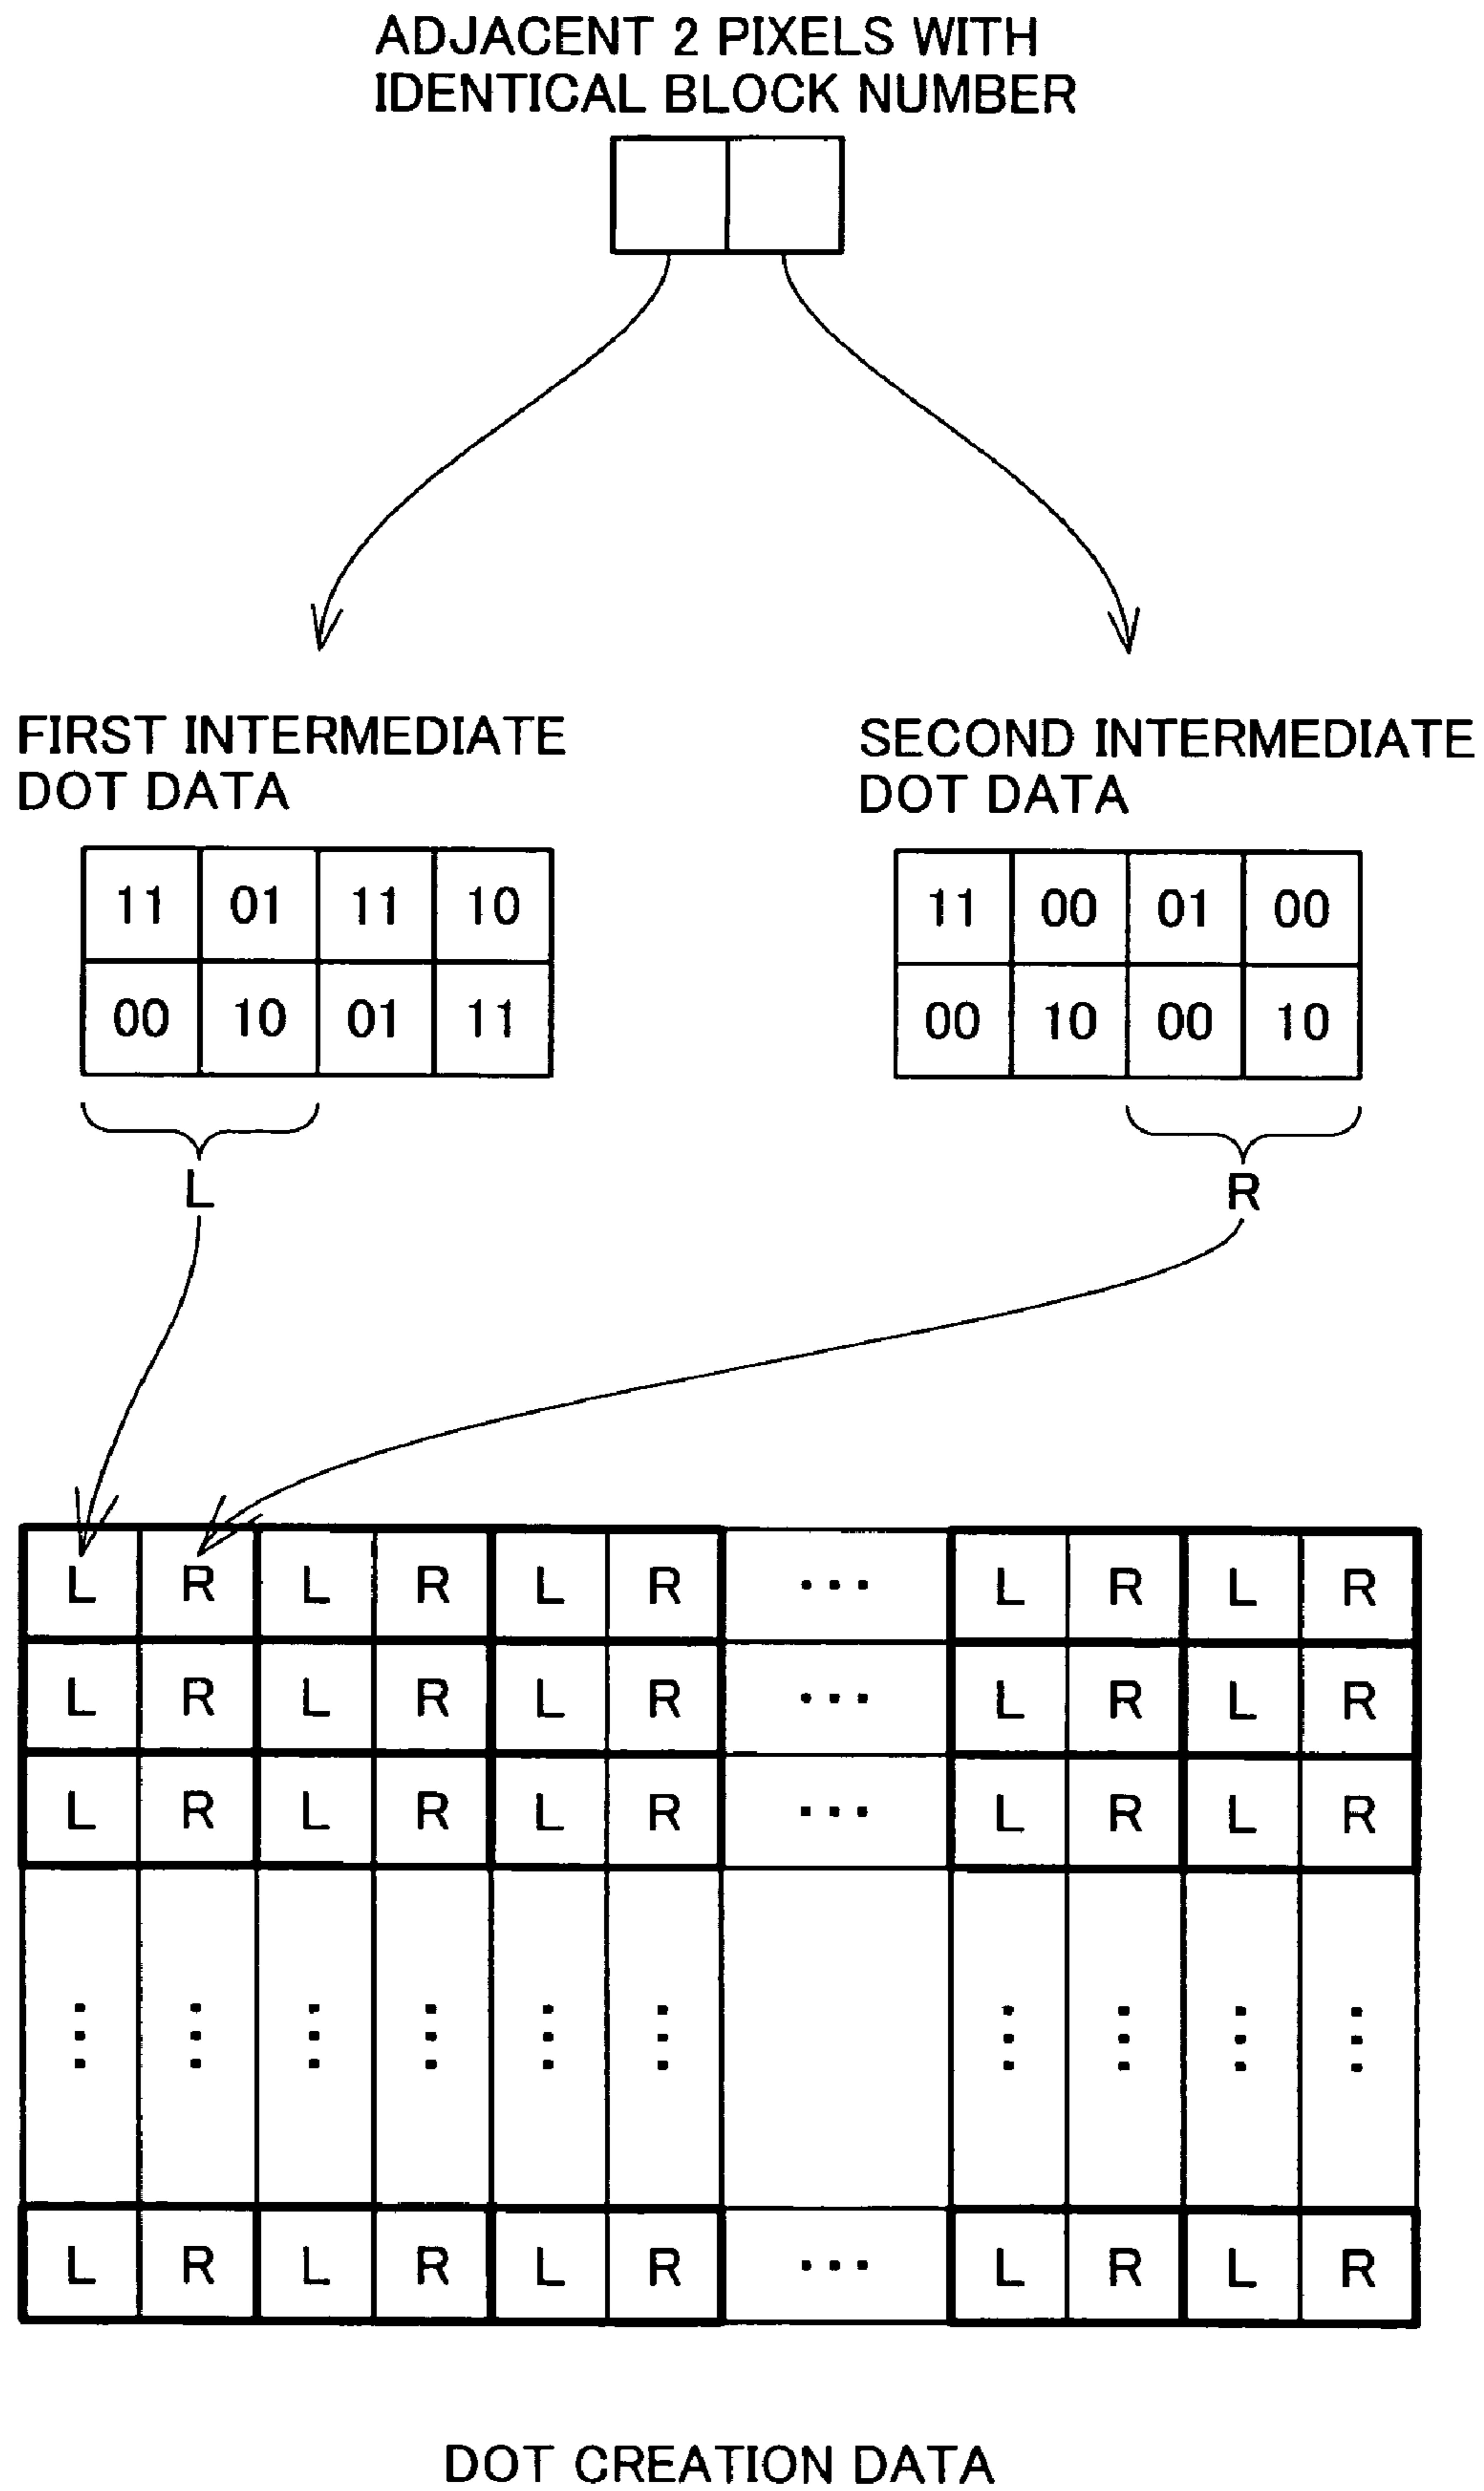 ADJACENT 2 PIXELS WITH
IDENTICAL BLOCK NUMBER
FIRST INTERMEDIATE
DOT DATA
SECOND INTERMEDIATE
DOT DATA
11 01 11 10
00 10 01 11
11 00 01 00
00 10 00 10
L
R
L R L R L R ... L R L R
L R L R L R ... L R L R
L R L R L R ... L R L R
L R L R L R ... L R L R
DOT CREATION DATA